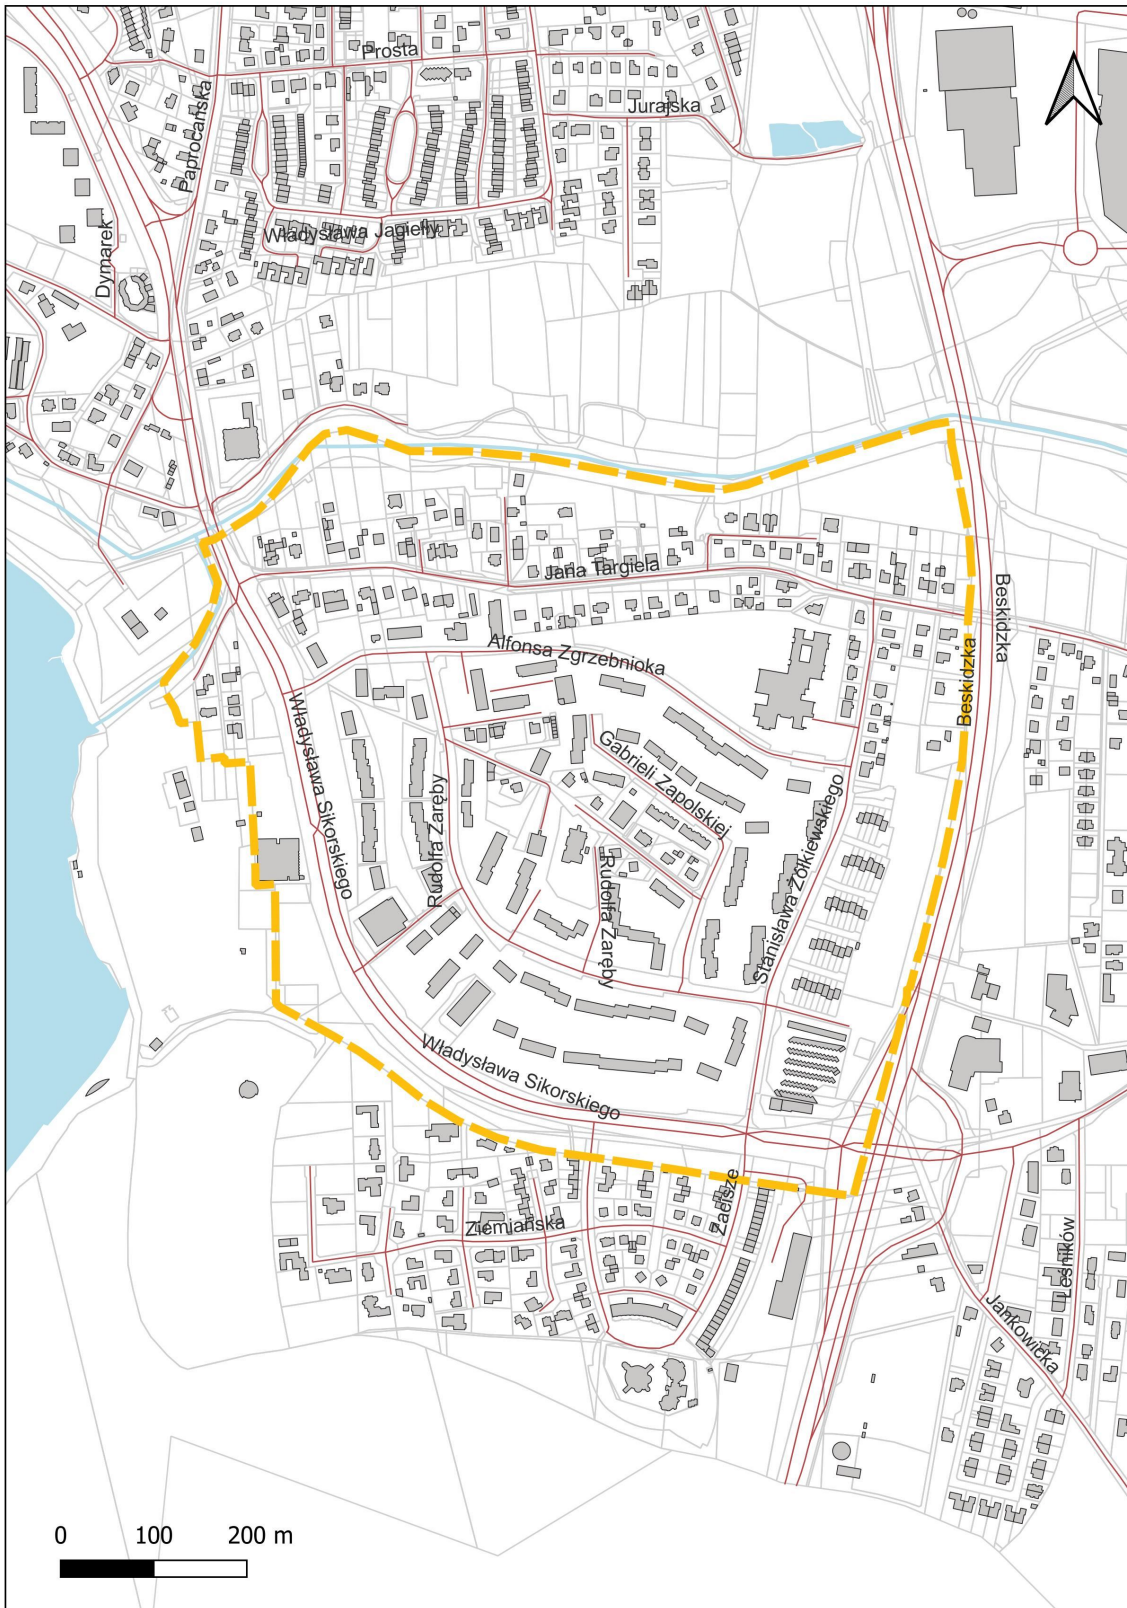 Prosta
Jurajska
Paprocańska
Władysława Jagiełły
Dymarek
Jana Targiela
Beskidzka
Alfonsa Zgrzebnioka
Beskidzka
Władysława Sikorskiego
Gabrieli Zapolskiej
Rudolfa Zaręby
Stanisława Żółkiewskiego
Rudolfa Zaręby
Władysława Sikorskiego
Zacisze
Ziemiańska
Leśników
Jankowicka
0 100 200 m